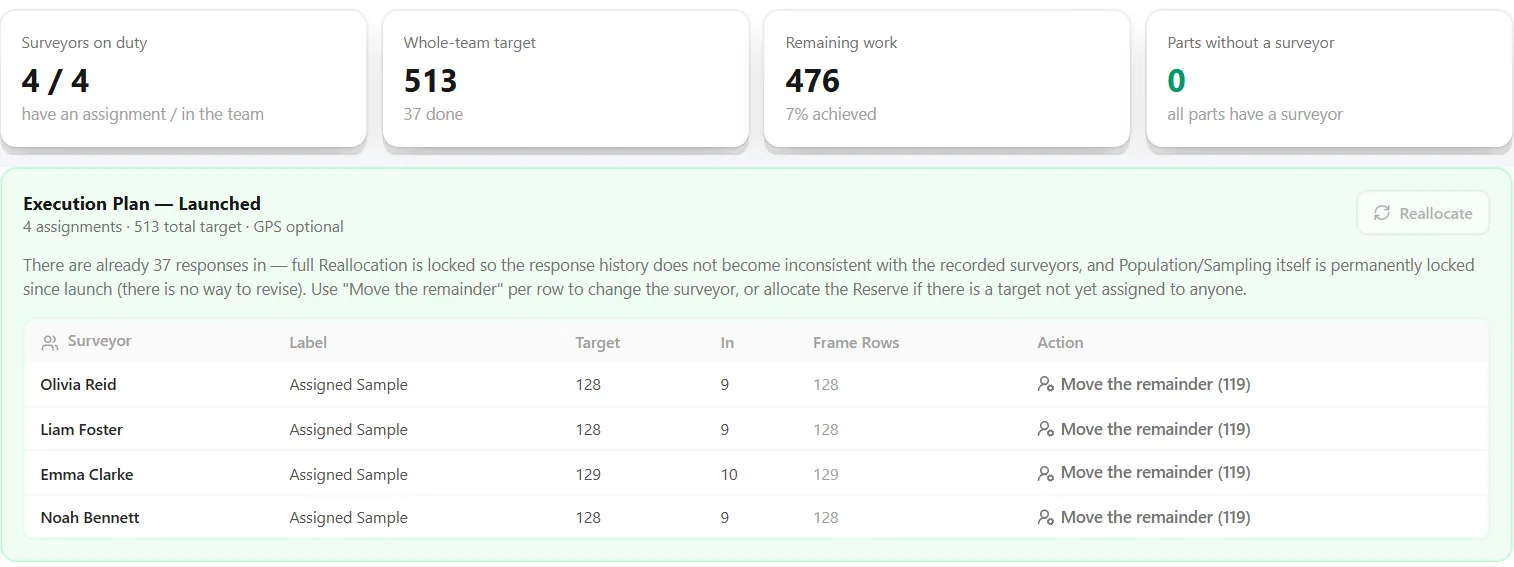 Surveyors on duty
4 / 4
have an assignment / in the team
Whole-team target
513
37 done
Remaining work
476
7% achieved
Parts without a surveyor
0
all parts have a surveyor
Execution Plan — Launched
4 assignments · 513 total target · GPS optional
Reallocate
There are already 37 responses in — full Reallocation is locked so the response history does not become inconsistent with the recorded surveyors, and Population/Sampling itself is permanently locked
since launch (there is no way to revise). Use "Move the remainder" per row to change the surveyor, or allocate the Reserve if there is a target not yet assigned to anyone.
Surveyor Label Target In Frame Rows Action
Olivia Reid Assigned Sample 128 9 128 Move the remainder (119)
Liam Foster Assigned Sample 128 9 128 Move the remainder (119)
Emma Clarke Assigned Sample 129 10 129 Move the remainder (119)
Noah Bennett Assigned Sample 128 9 128 Move the remainder (119)